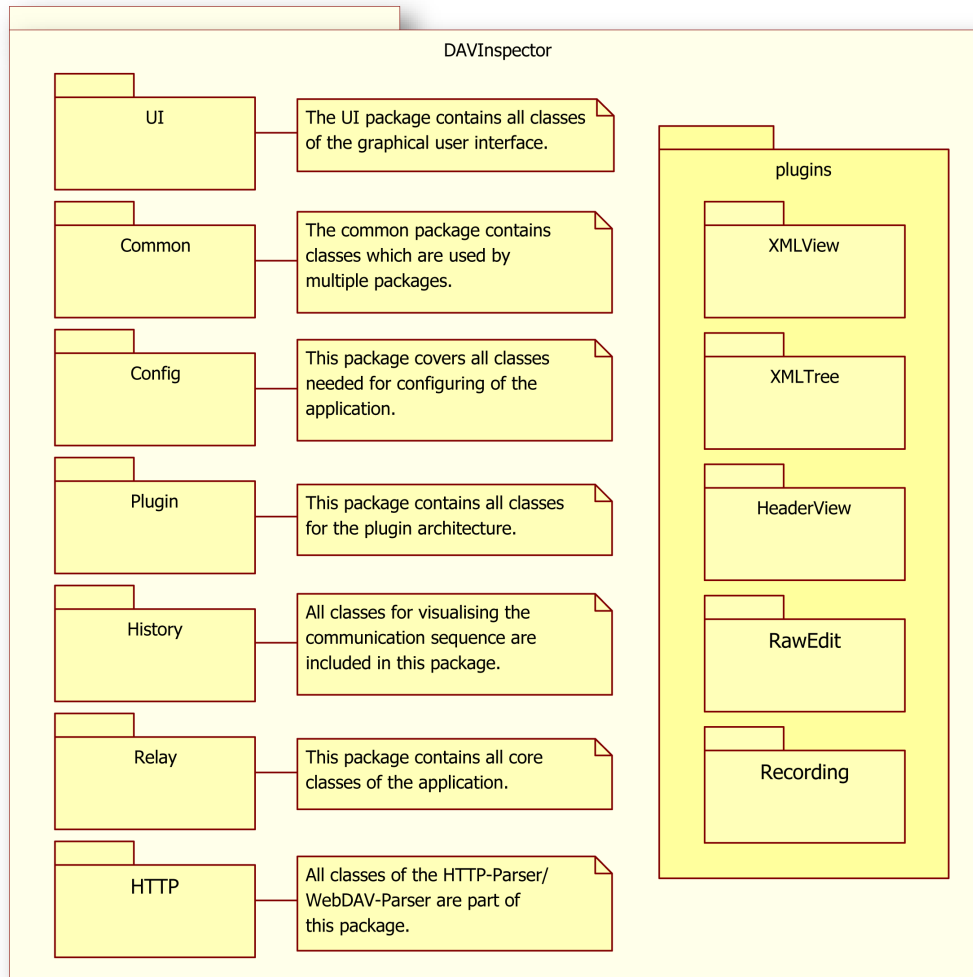 DAVInspector
UI
The UI package contains all classes
of the graphical user interface.
Common
The common package contains
classes which are used by
multiple packages.
Config
This package covers all classes
needed for configuring of the
application.
Plugin
This package contains all classes
for the plugin architecture.
History
All classes for visualising the
communication sequence are
included in this package.
Relay
This package contains all core
classes of the application.
HTTP
All classes of the HTTP-Parser/
WebDAV-Parser are part of
this package.
plugins
XMLView
XMLTree
HeaderView
RawEdit
Recording